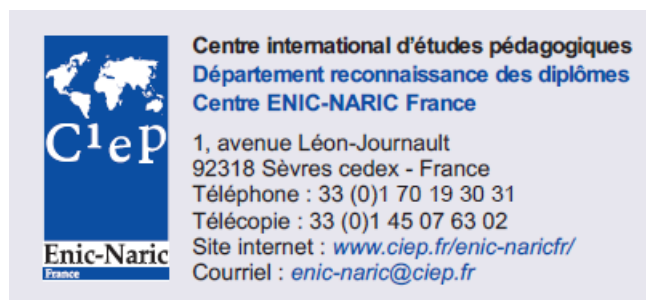 Ciep
Enic-Naric
France
Centre international d'études pédagogiques
Département reconnaissance des diplômes
Centre ENIC-NARIC France
1, avenue Léon-Journault
92318 Sèvres cedex - France
Téléphone : 33 (0)1 70 19 30 31
Télécopie : 33 (0)1 45 07 63 02
Site internet : www.ciep.fr/enic-naricfr/
Courriel : enic-naric@ciep.fr